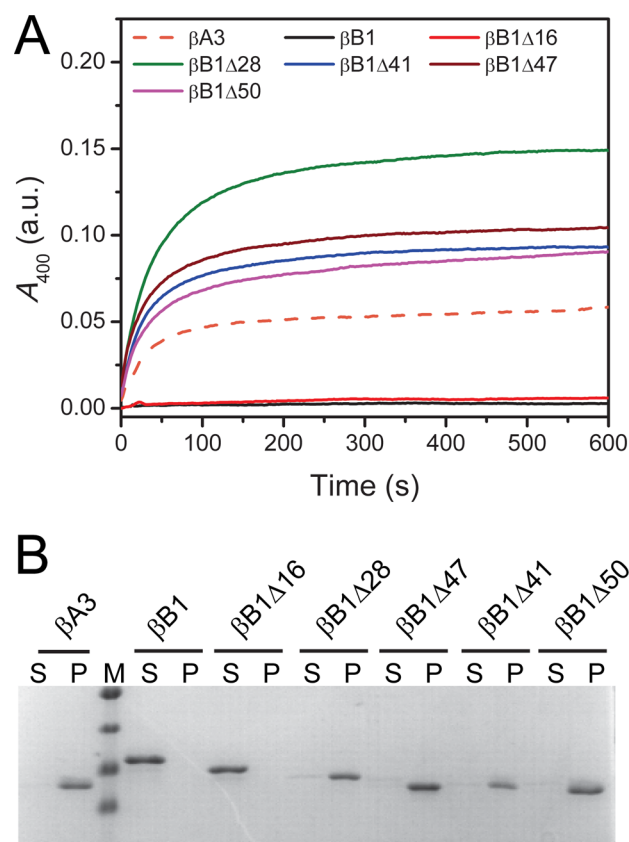 A
βA3 βB1 βB1Δ16
βB1Δ28 βB1Δ41 βB1Δ47
βB1Δ50
0.20
0.15
0.10
0.05
0.00
A400 (a.u.)
0 100 200 300 400 500 600
Time (s)
B
βA3 βB1 βB1Δ16 βB1Δ28 βB1Δ47 βB1Δ41 βB1Δ50
S P M S P S P S P S P S P S P